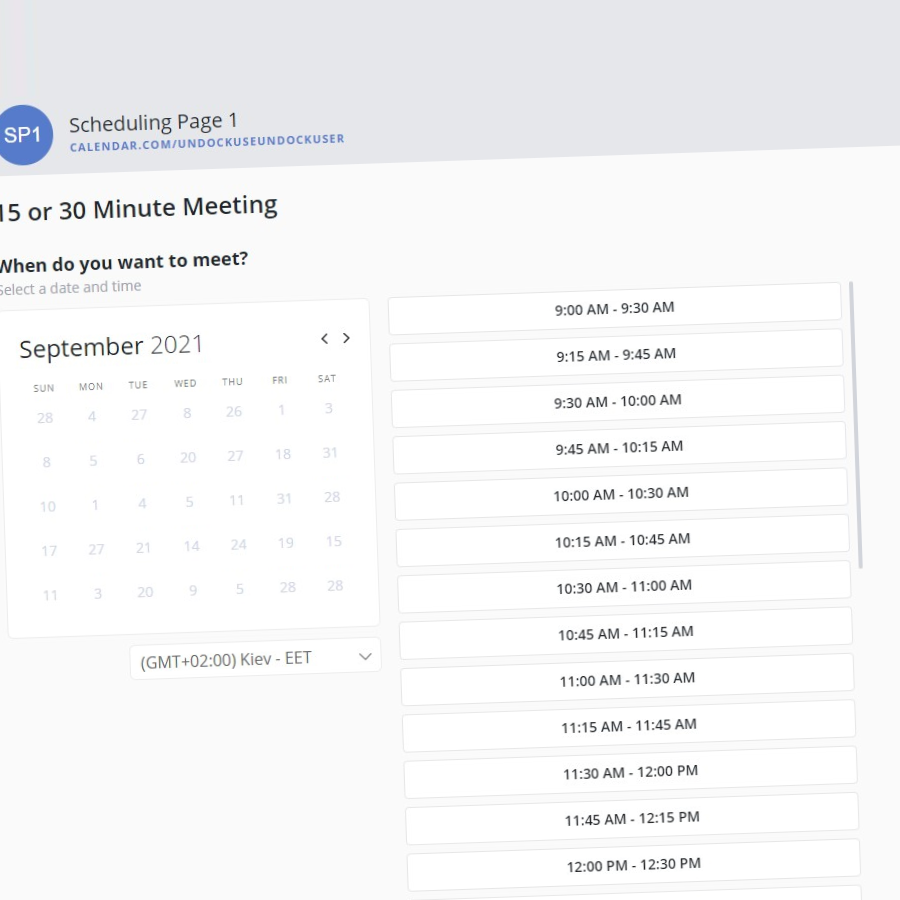 SP1
Scheduling Page 1
CALENDAR.COM/UNDOCKUSEUNDOCKUSER
15 or 30 Minute Meeting
When do you want to meet?
Select a date and time
September 2021
SUN MON TUE WED THU FRI SAT
28 4 27 8 26 1 3
8 5 6 20 27 18 31
10 1 4 5 11 31 28
17 27 21 14 24 19 15
11 3 20 9 5 28 28
(GMT+02:00) Kiev - EET
9:00 AM - 9:30 AM
9:15 AM - 9:45 AM
9:30 AM - 10:00 AM
9:45 AM - 10:15 AM
10:00 AM - 10:30 AM
10:15 AM - 10:45 AM
10:30 AM - 11:00 AM
10:45 AM - 11:15 AM
11:00 AM - 11:30 AM
11:15 AM - 11:45 AM
11:30 AM - 12:00 PM
11:45 AM - 12:15 PM
12:00 PM - 12:30 PM